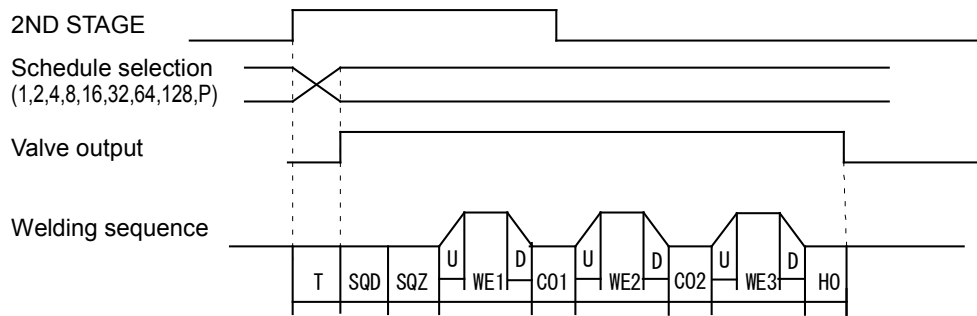 2ND STAGE
Schedule selection
(1,2,4,8,16,32,64,128,P)
Valve output
Welding sequence
T SQD SQZ U WE1 D CO1 U WE2 D CO2 U WE3 D HO